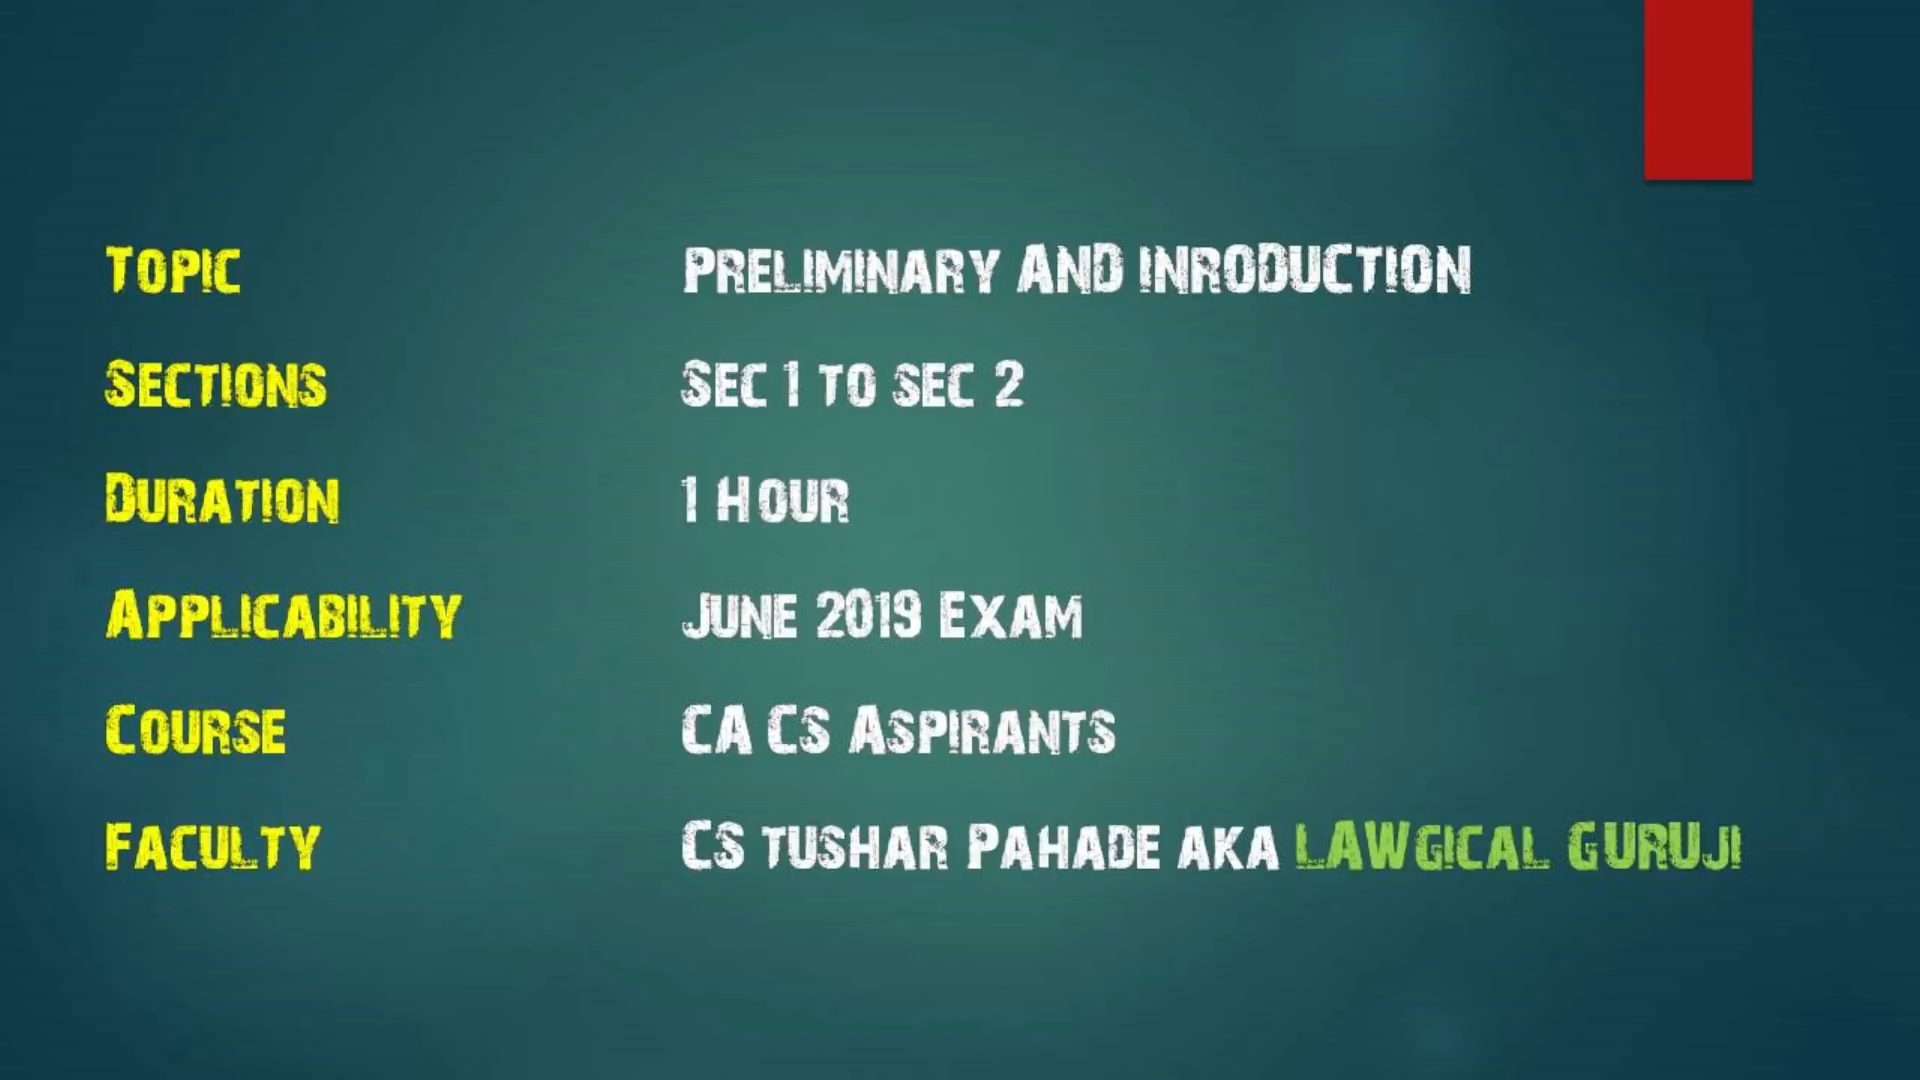 Topic PRELIMINARY AND INRODUCTION
Sections Sec 1 to sec 2
Duration 1 Hour
Applicability June 2019 Exam
Course CA CS Aspirants
Faculty CS tushar Pahade aka LAWgical Guruji